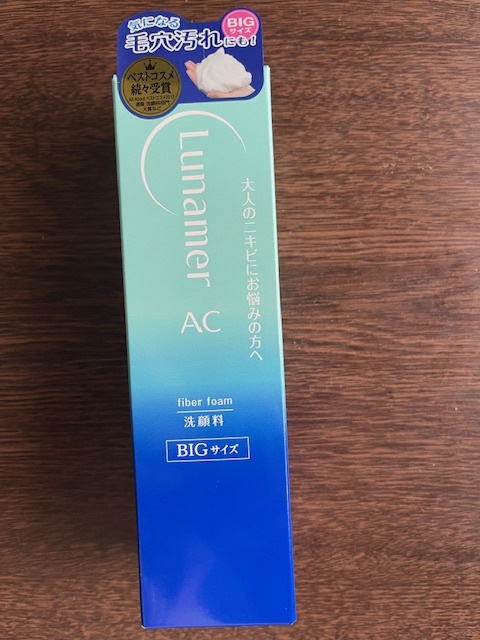 気になる
毛穴汚れにも!
BIG
サイズ
ベストコスメ
続々受賞
Lunamer
AC
大人のニキビにお悩みの方へ
fiber foam
洗顔料
BIGサイズ